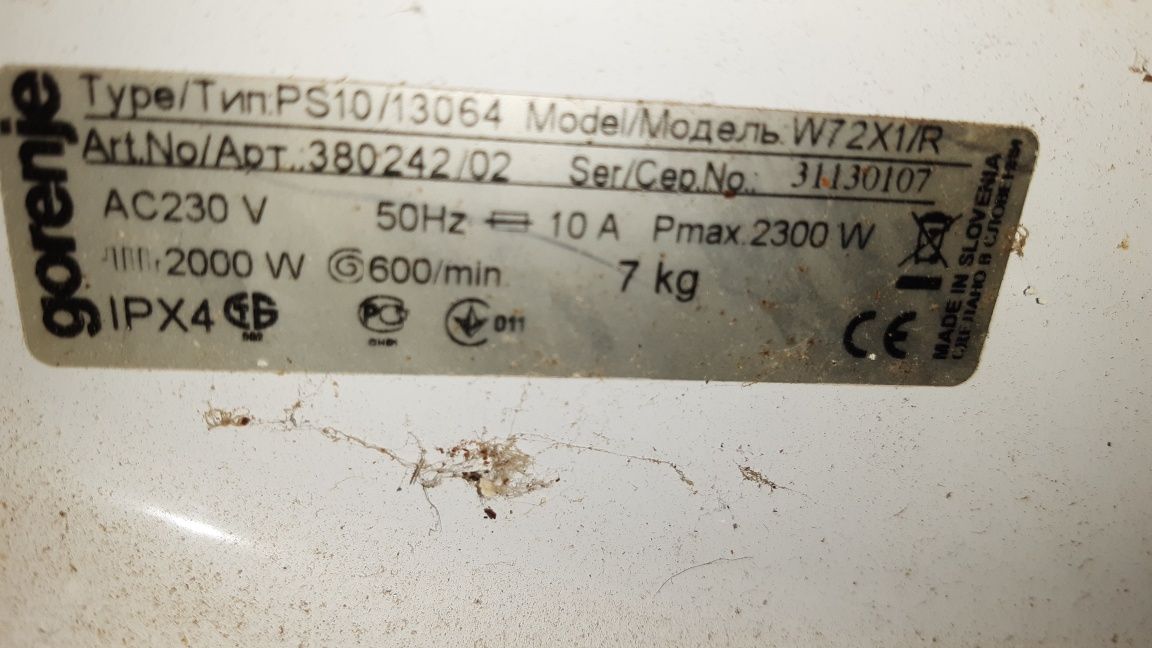 gorenje
Type/Тип:PS10/13064 Model/Модель: W72X1/R
Art.No/Арт.:380242/02 Ser/Сер.No.: 31130107
AC230 V 50Hz 10 A Pmax.2300 W
2000 W 600/min 7 kg
IPX4
011
CE
MADE IN SLOVENIA
СДЕЛАНО В СЛОВЕНИИ